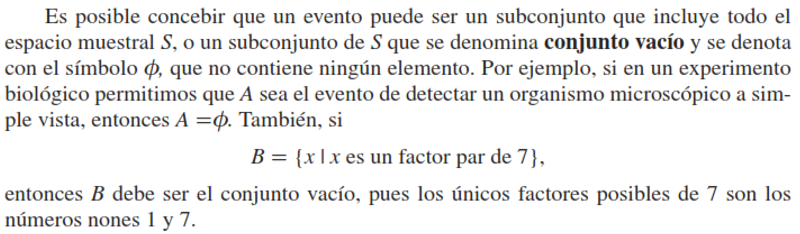 Es posible concebir que un evento puede ser un subconjunto que incluye todo el
espacio muestral S, o un subconjunto de S que se denomina conjunto vacío y se denota
con el símbolo ϕ, que no contiene ningún elemento. Por ejemplo, si en un experimento
biológico permitimos que A sea el evento de detectar un organismo microscópico a sim-
ple vista, entonces A =ϕ. También, si
B = {x | x es un factor par de 7},
entonces B debe ser el conjunto vacío, pues los únicos factores posibles de 7 son los
números nones 1 y 7.